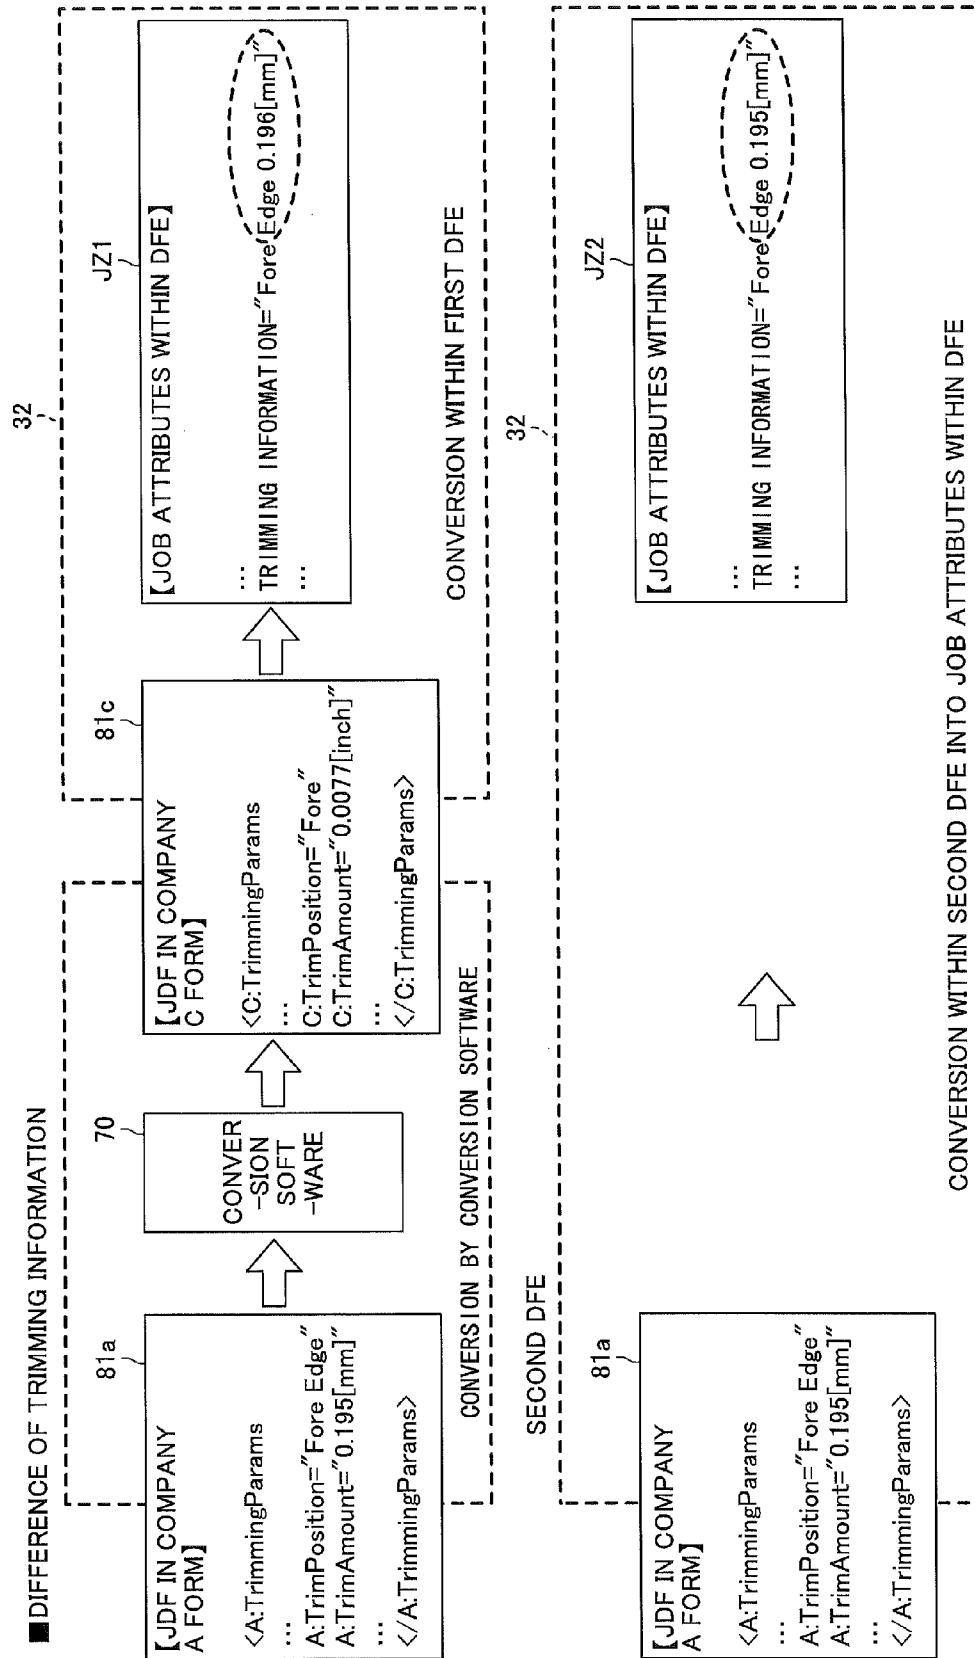 ■DIFFERENCE OF TRIMMING INFORMATION
81a
【JDF IN COMPANY
A FORM】
<A:TrimmingParams
...
A:TrimPosition="Fore Edge"
A:TrimAmount="0.195[mm]"
...
</A:TrimmingParams>
70
CONVER
-SION
SOFT
-WARE
81c
【JDF IN COMPANY
C FORM】
<C:TrimmingParams
...
C:TrimPosition="Fore"
C:TrimAmount="0.0077[inch]"
...
</C:TrimmingParams>
CONVERSION BY CONVERSION SOFTWARE
32
JZ1
【JOB ATTRIBUTES WITHIN DFE】
...
TRIMMING INFORMATION="Fore Edge 0.196[mm]"
...
CONVERSION WITHIN FIRST DFE
SECOND DFE
81a
【JDF IN COMPANY
A FORM】
<A:TrimmingParams
...
A:TrimPosition="Fore Edge"
A:TrimAmount="0.195[mm]"
...
</A:TrimmingParams>
32
JZ2
【JOB ATTRIBUTES WITHIN DFE】
...
TRIMMING INFORMATION="Fore Edge 0.195[mm]"
...
CONVERSION WITHIN SECOND DFE INTO JOB ATTRIBUTES WITHIN DFE